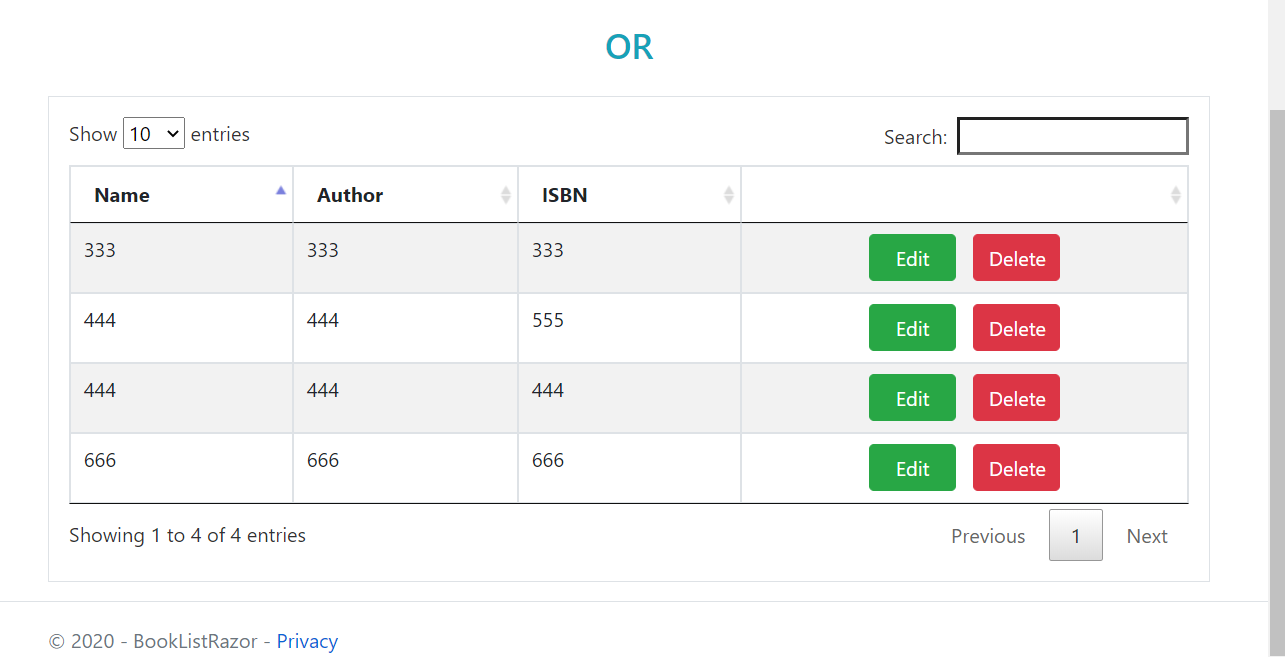 OR
Show 10 entries Search:
Name Author ISBN
333 333 333 Edit Delete
444 444 555 Edit Delete
444 444 444 Edit Delete
666 666 666 Edit Delete
Showing 1 to 4 of 4 entries Previous 1 Next
© 2020 - BookListRazor - Privacy